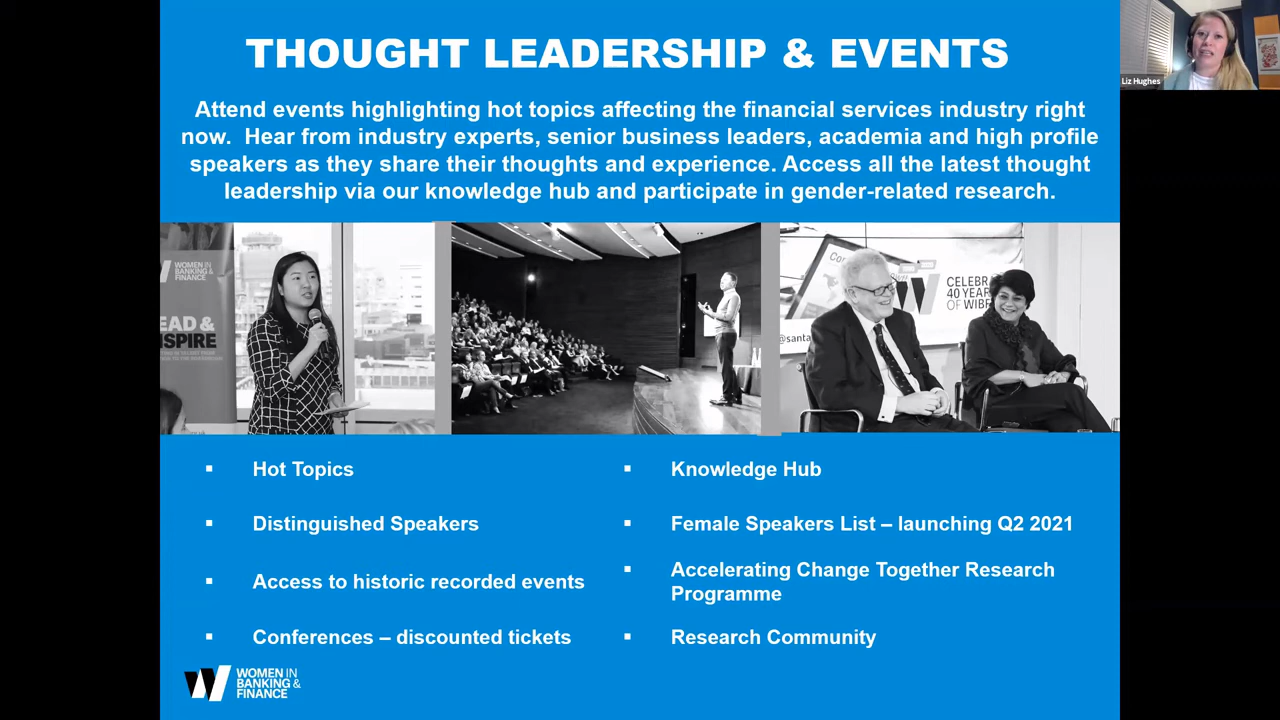 THOUGHT LEADERSHIP & EVENTS
Liz Hughes
Attend events highlighting hot topics affecting the financial services industry right
now. Hear from industry experts, senior business leaders, academia and high profile
speakers as they share their thoughts and experience. Access all the latest thought
leadership via our knowledge hub and participate in gender-related research.
WOMEN IN
BANKING &
FINANCE
EAD &
NSPIRE
CELEBR
40 YEAR
OF WIBF
@santa
▪ Hot Topics
▪ Knowledge Hub
▪ Distinguished Speakers
▪ Female Speakers List – launching Q2 2021
▪ Access to historic recorded events
▪ Accelerating Change Together Research
Programme
▪ Conferences – discounted tickets
▪ Research Community
WOMEN IN
BANKING &
FINANCE